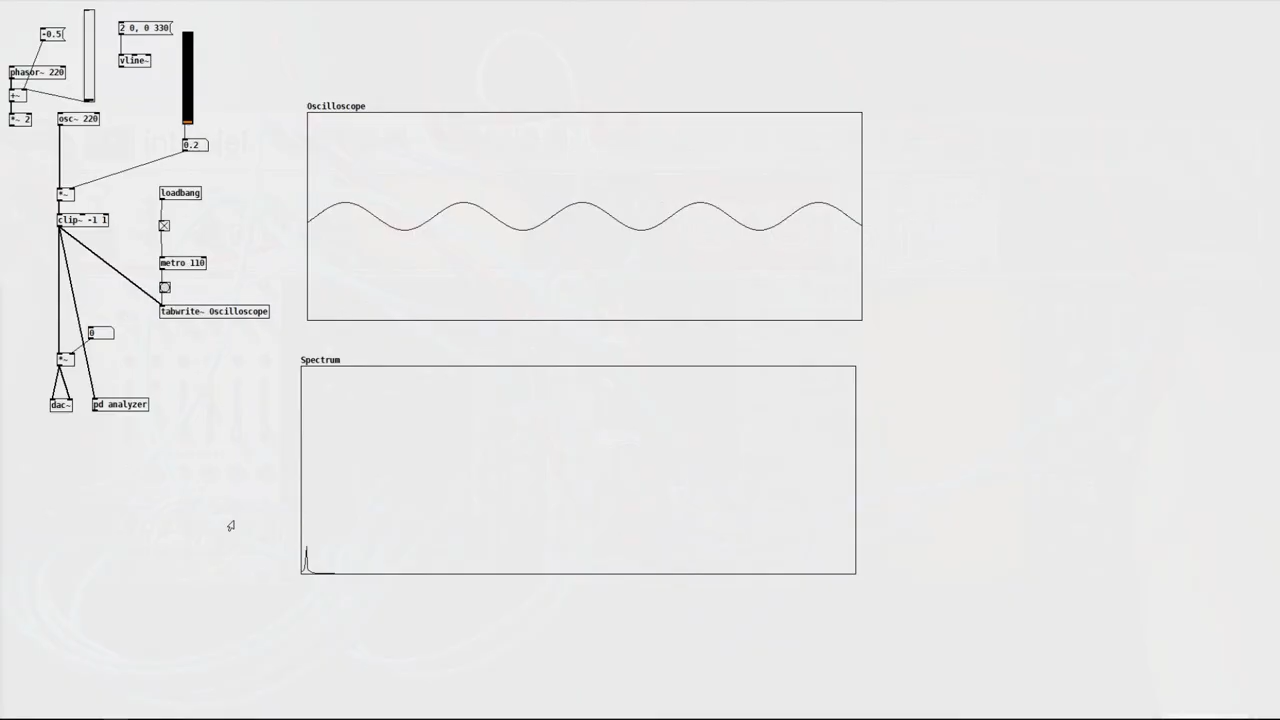 -0.5
2 0, 0 330
phasor~ 220
vline~
+~
*~ 2
osc~ 220
0.2
*~
clip~ -1 1
loadbang
metro 110
tabwrite~ Oscilloscope
0
*~
dac~
pd analyzer
Oscilloscope
Spectrum